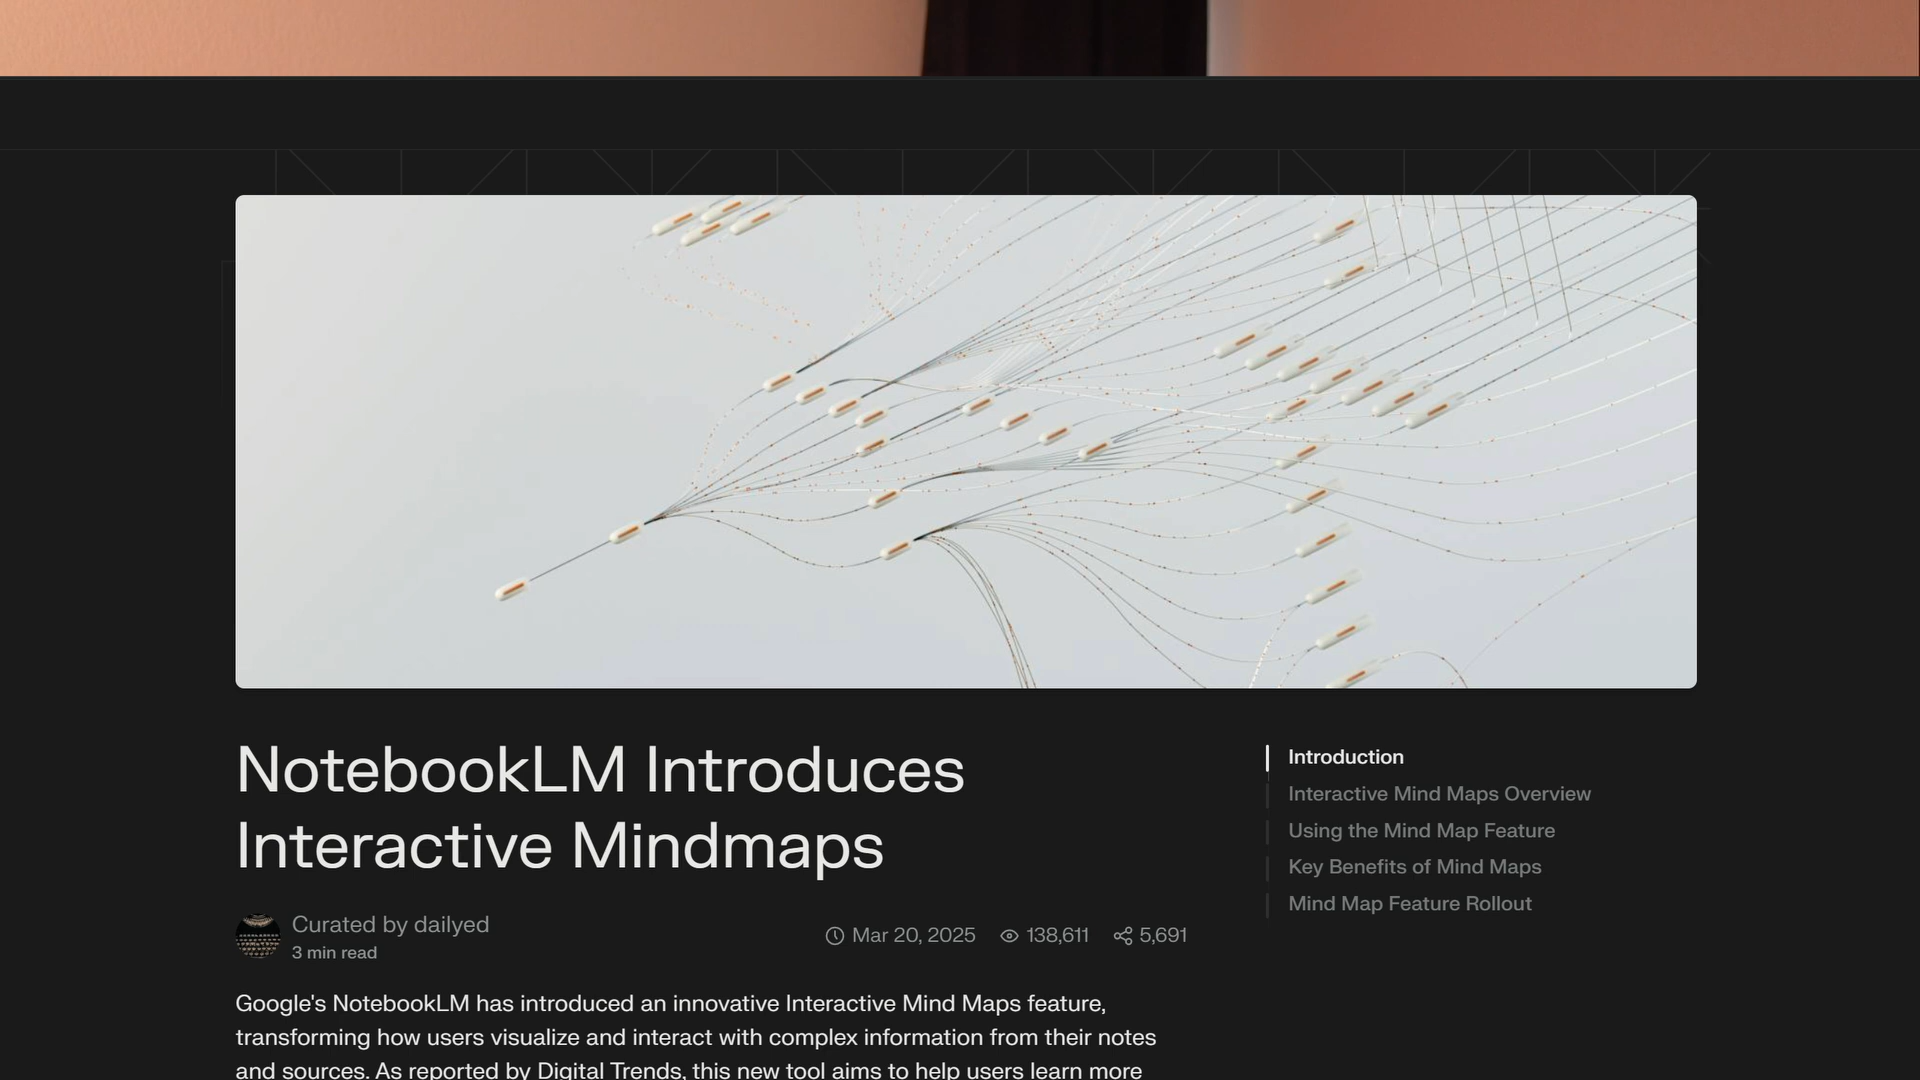 NotebookLM Introduces
Interactive Mindmaps
Curated by dailyed
3 min read
Mar 20, 2025
138,611
5,691
Google's NotebookLM has introduced an innovative Interactive Mind Maps feature,
transforming how users visualize and interact with complex information from their notes
and sources. As reported by Digital Trends, this new tool aims to help users learn more
Introduction
Interactive Mind Maps Overview
Using the Mind Map Feature
Key Benefits of Mind Maps
Mind Map Feature Rollout